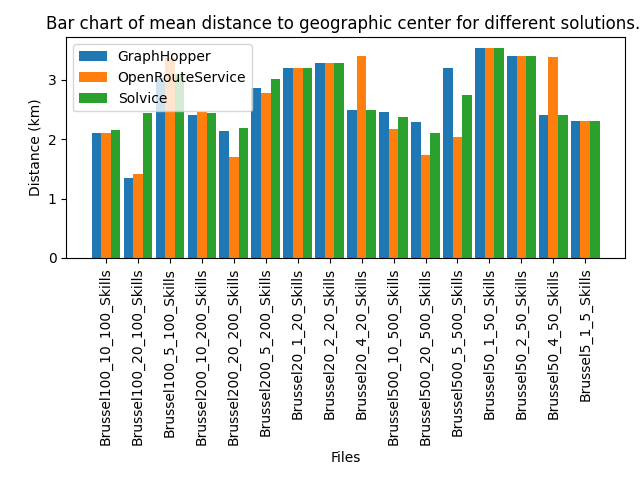 Bar chart of mean distance to geographic center for different solutions.
GraphHopper
OpenRouteService
Solvice
Distance (km)
3
2
1
0
Brussel100_10_100_Skills
Brussel100_20_100_Skills
Brussel100_5_100_Skills
Brussel200_10_200_Skills
Brussel200_20_200_Skills
Brussel200_5_200_Skills
Brussel20_1_20_Skills
Brussel20_2_20_Skills
Brussel20_4_20_Skills
Brussel500_10_500_Skills
Brussel500_20_500_Skills
Brussel500_5_500_Skills
Brussel50_1_50_Skills
Brussel50_2_50_Skills
Brussel50_4_50_Skills
Brussel5_1_5_Skills
Files